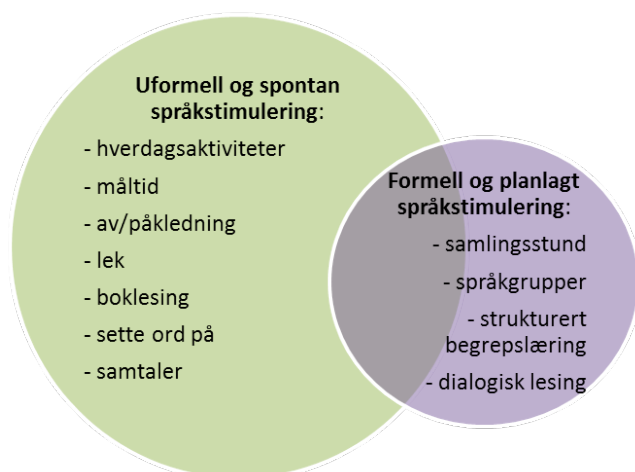 Uformell og spontan
språkstimulering:
- hverdagsaktiviteter
- måltid
- av/påkledning
- lek
- boklesing
- sette ord på
- samtaler
Formell og planlagt
språkstimulering:
- samlingsstund
- språkgrupper
- strukturert
begrepslæring
- dialogisk lesing